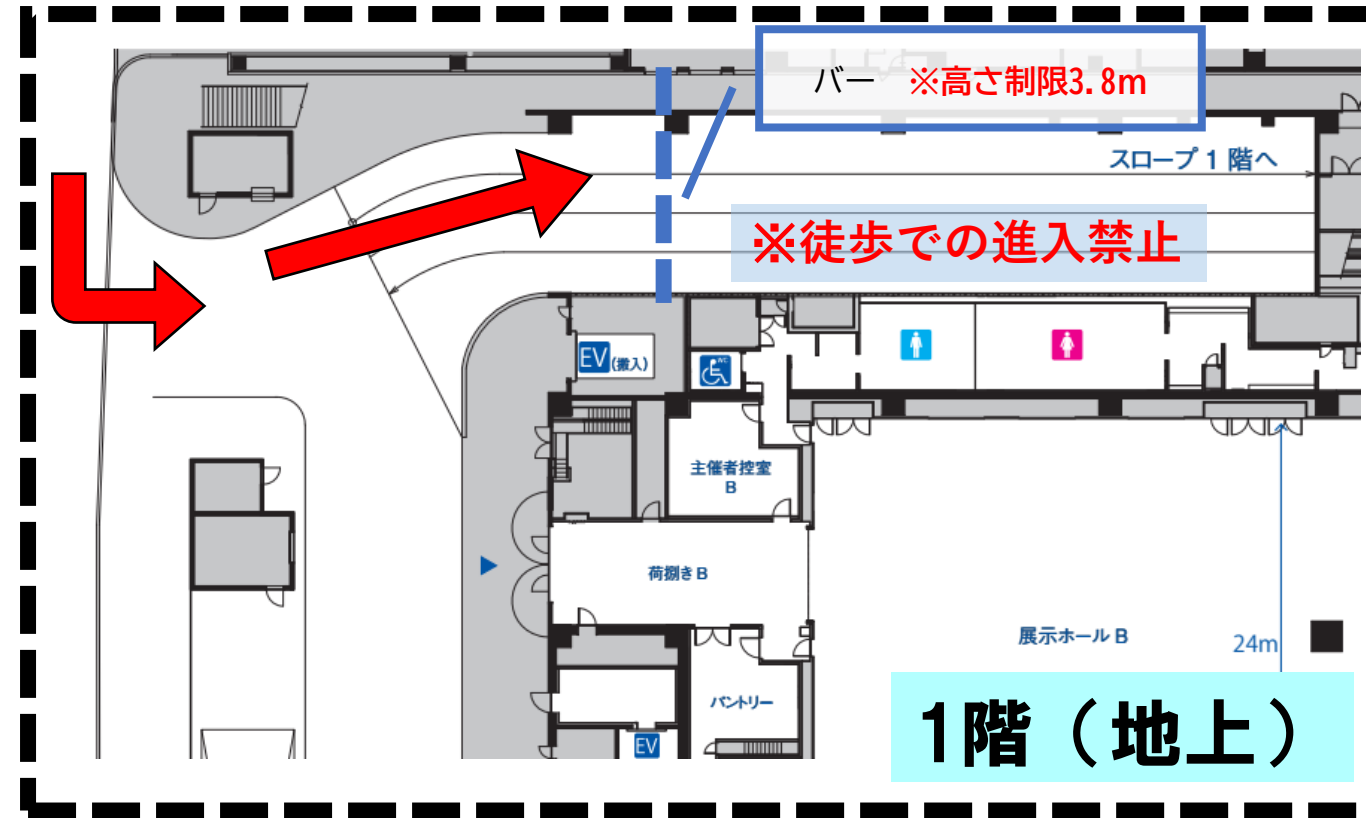 バー ※高さ制限3.8m
スロープ 1 階へ
※徒歩での進入禁止
EV (搬入)
WC
主催者控室
B
荷捌き B
展示ホール B
24m
パントリー
EV
1階（地上）